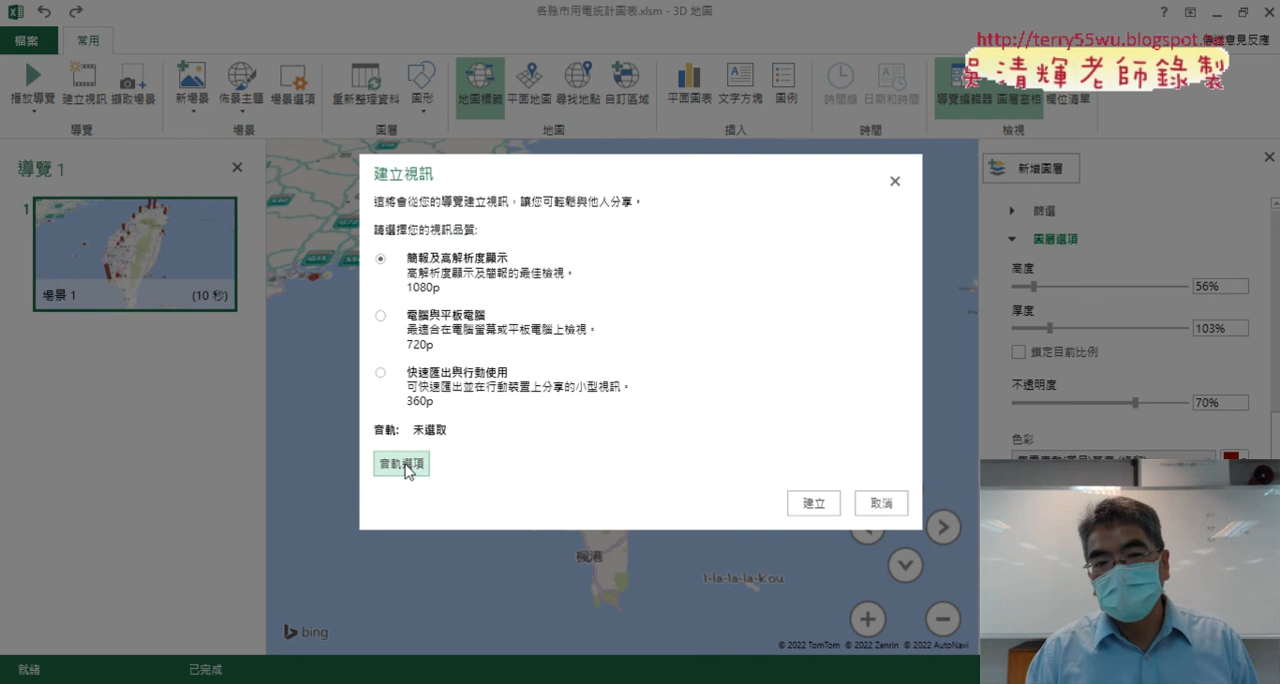 各縣市用電統計圖表.xlsm - 3D 地圖
http://terry55wu.blogspot.
意見反應
吳清輝老師錄製
檔案
常用
播放導覽
建立視訊
擷取場景
新場景
佈景主題
場景選項
重新整理資料
圖形
地圖標籤
平面地圖
尋找地點
自訂區域
平面圖表
文字方塊
圖例
時間線
日期和時間
導覽編輯器
圖層窗格
欄位清單
導覽
場景
圖層
地圖
插入
時間
檢視
導覽 1
1
場景 1
(10 秒)
建立視訊
這將會從您的導覽建立視訊，讓您可輕鬆與他人分享。
請選擇您的視訊品質:
簡報及高解析度顯示
高解析度顯示及簡報的最佳檢視。
1080p
電腦與平板電腦
最適合在電腦螢幕或平板電腦上檢視。
720p
快速匯出與行動使用
可快速匯出並在行動裝置上分享的小型視訊。
360p
音軌: 未選取
音軌選項
建立
取消
新增圖層
篩選
圖層選項
高度
56%
厚度
103%
鎖定目前比例
不透明度
70%
色彩
楓港
I-la-la-la-k'ou
bing
© 2022 TomTom © 2022 Zenrin © 2022 AutoNavi
就緒
已完成